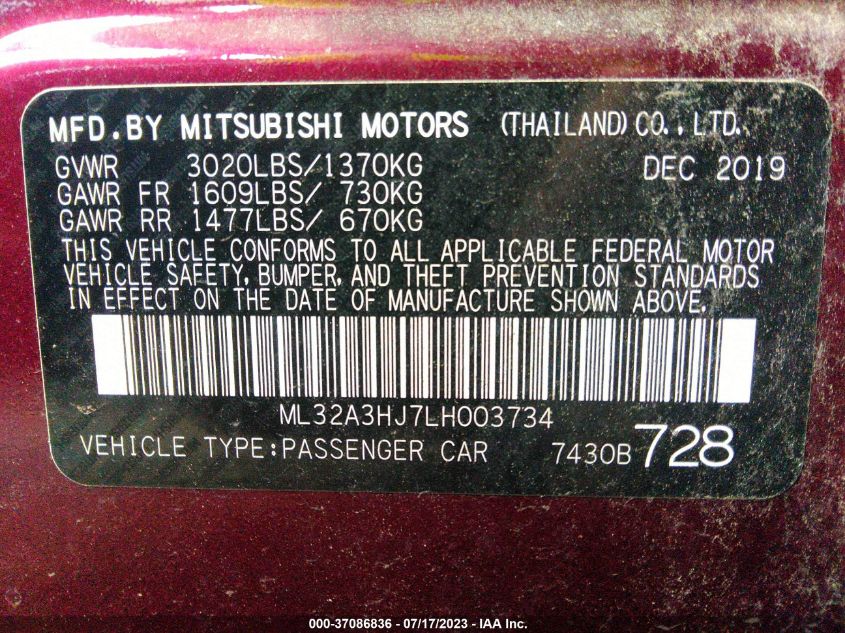 MFD.BY MITSUBISHI MOTORS (THAILAND) CO., LTD.
GVWR 3020LBS/1370KG DEC 2019
GAWR FR 1609LBS/ 730KG
GAWR RR 1477LBS/ 670KG
THIS VEHICLE CONFORMS TO ALL APPLICABLE FEDERAL MOTOR
VEHICLE SAFETY, BUMPER, AND THEFT PREVENTION STANDARDS
IN EFFECT ON THE DATE OF MANUFACTURE SHOWN ABOVE.
ML32A3HJ7LH003734
VEHICLE TYPE:PASSENGER CAR 7430B 728
000-37086836 - 07/17/2023 - IAA Inc.